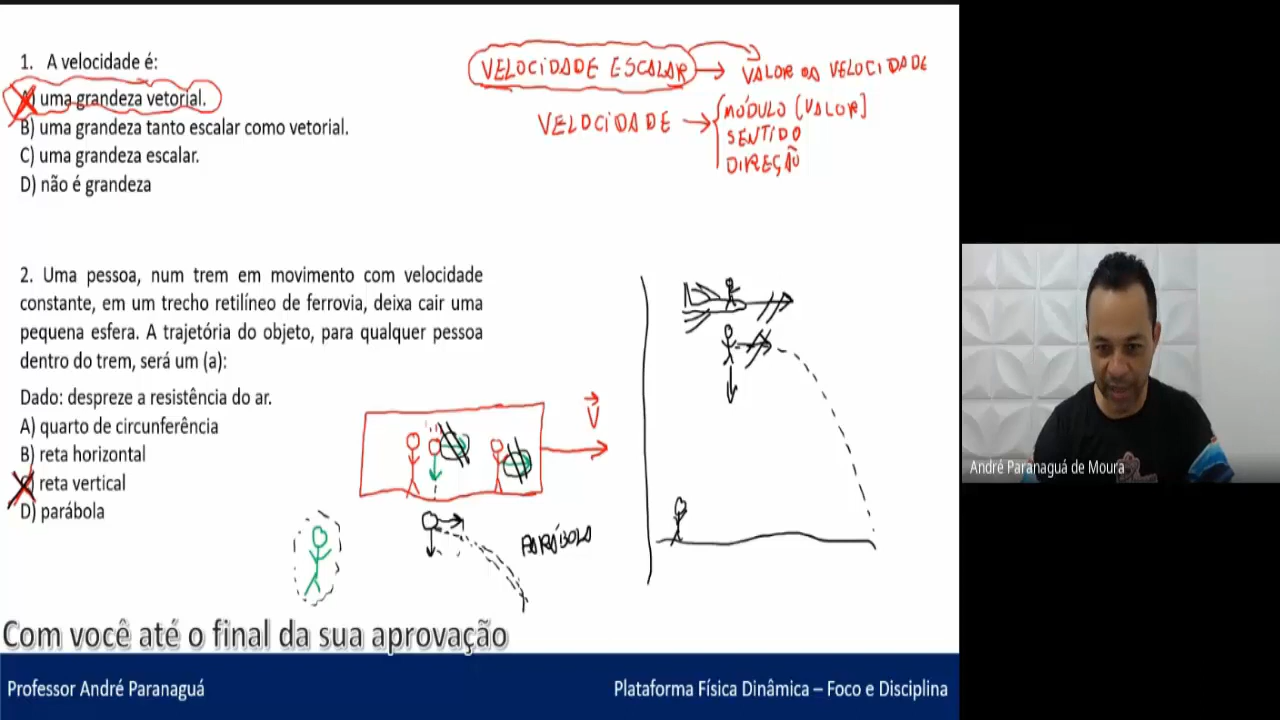 1. A velocidade é:
A) uma grandeza vetorial.
B) uma grandeza tanto escalar como vetorial.
C) uma grandeza escalar.
D) não é grandeza
VELOCIDADE ESCALAR → VALOR DA VELOCIDADE
VELOCIDADE → MÓDULO (VALOR)
SENTIDO
DIREÇÃO
2. Uma pessoa, num trem em movimento com velocidade
constante, em um trecho retilíneo de ferrovia, deixa cair uma
pequena esfera. A trajetória do objeto, para qualquer pessoa
dentro do trem, será um (a):
Dado: despreze a resistência do ar.
A) quarto de circunferência
B) reta horizontal
C) reta vertical
D) parábola
V
PARÁBOLA
André Paranaguá de Moura
Com você até o final da sua aprovação
Professor André Paranaguá
Plataforma Física Dinâmica – Foco e Disciplina